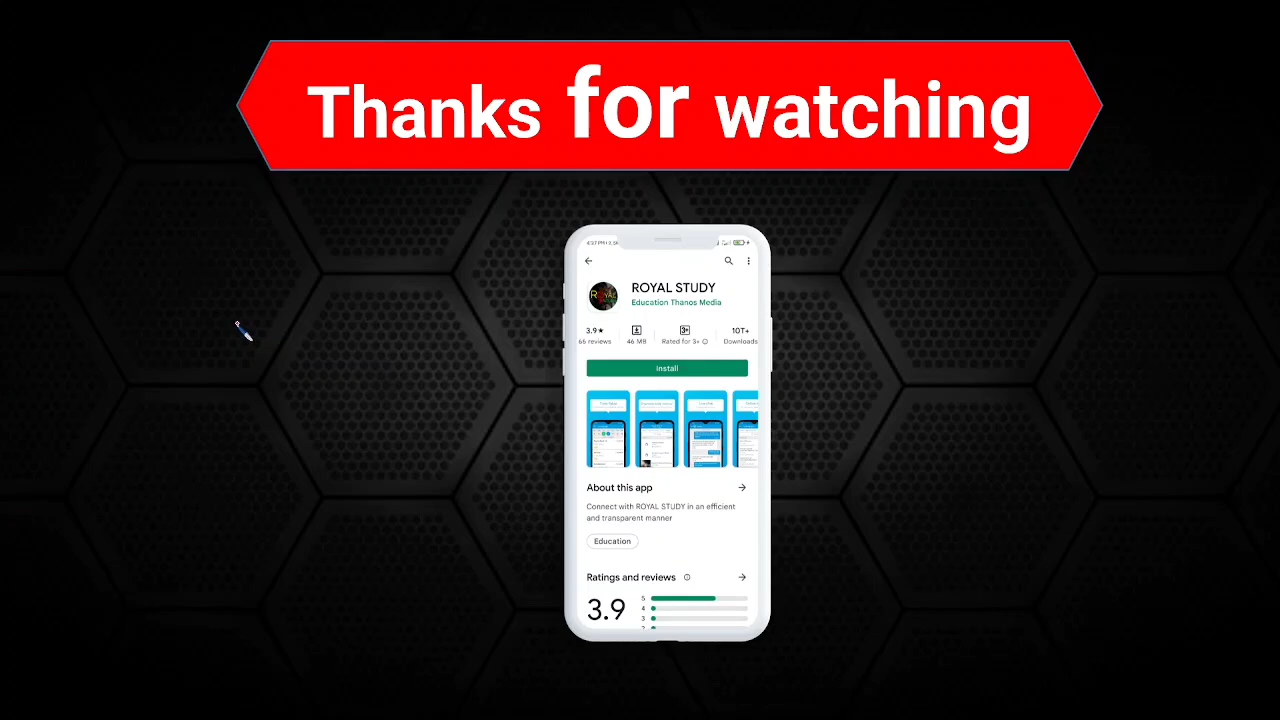 Thanks for watching
ROYAL STUDY
Education Thanos Media
3.9★
10T+
66 reviews
46 MB
Rated for 3+
Downloads
Install
About this app
Connect with ROYAL STUDY in an efficient
and transparent manner
Education
Ratings and reviews
3.9
5
4
3